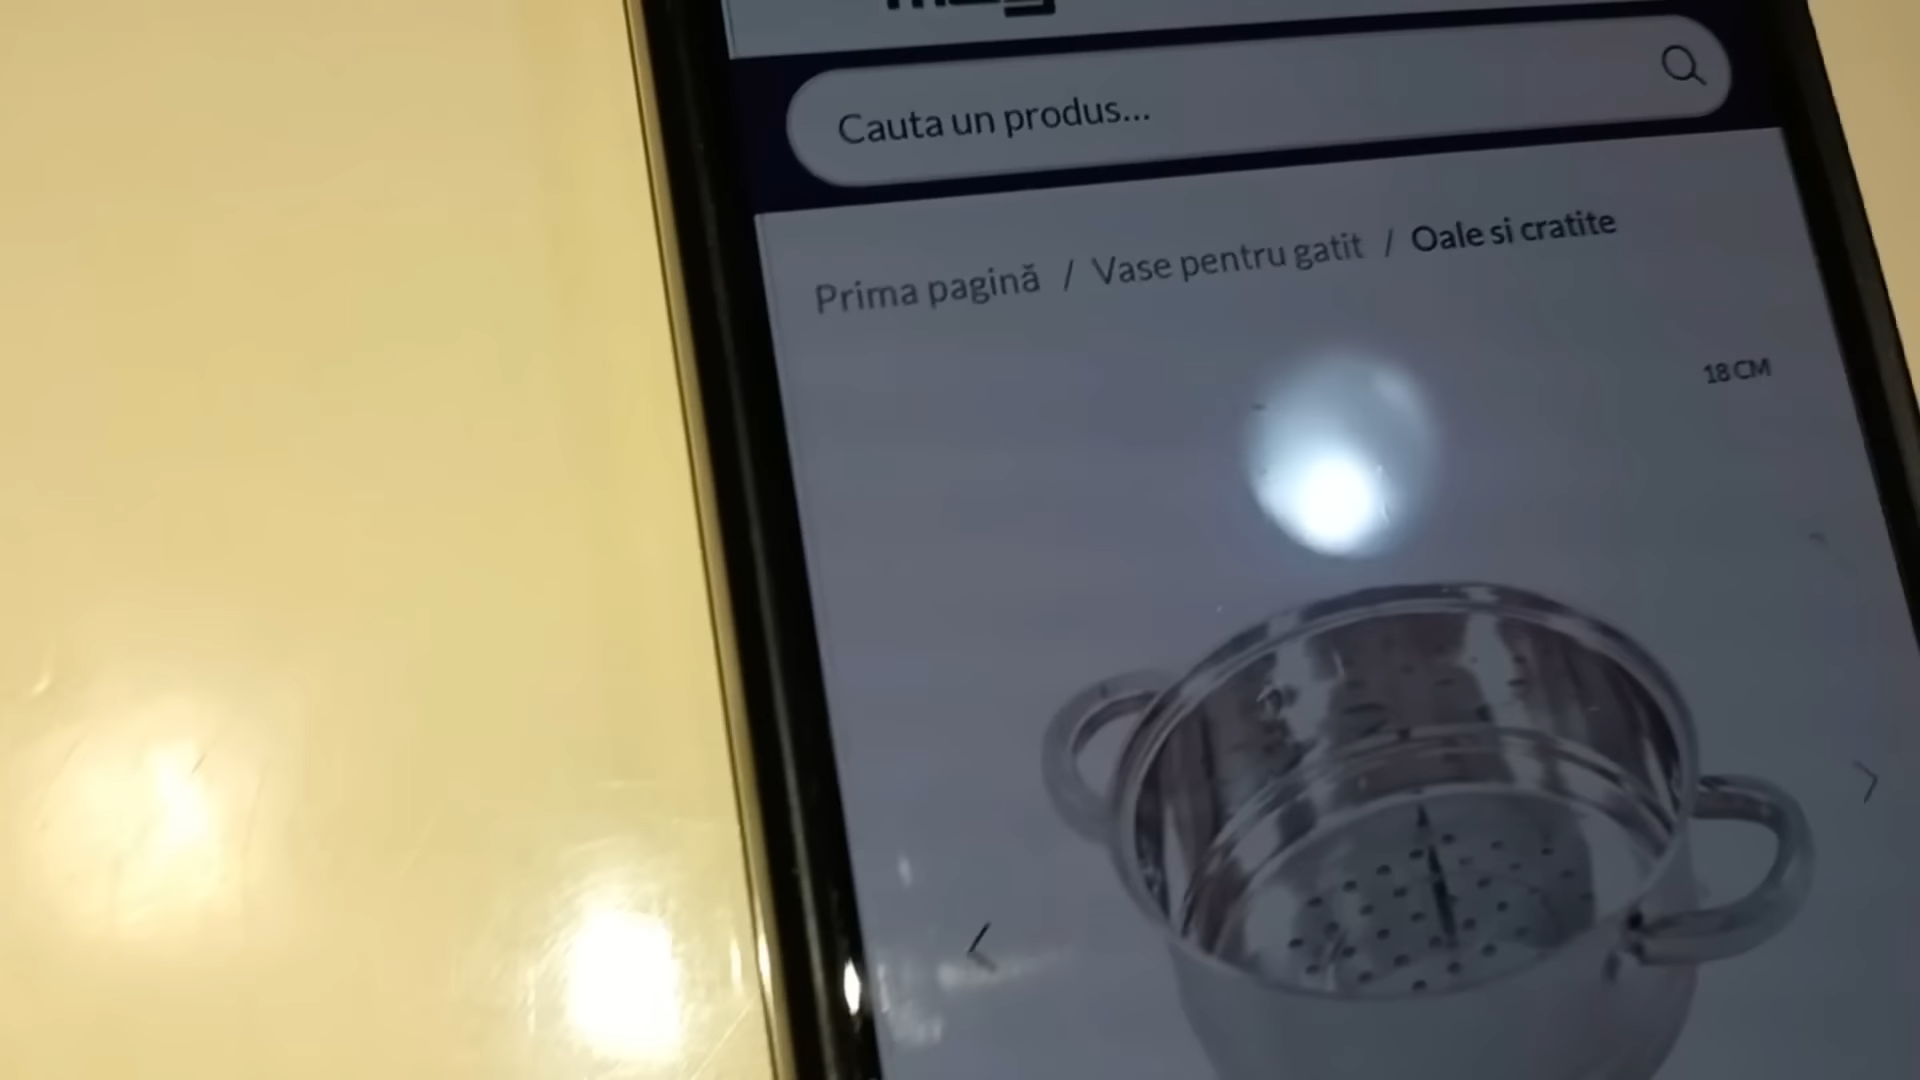 Cauta un produs...
Prima pagină / Vase pentru gatit / Oale si cratite
18 CM